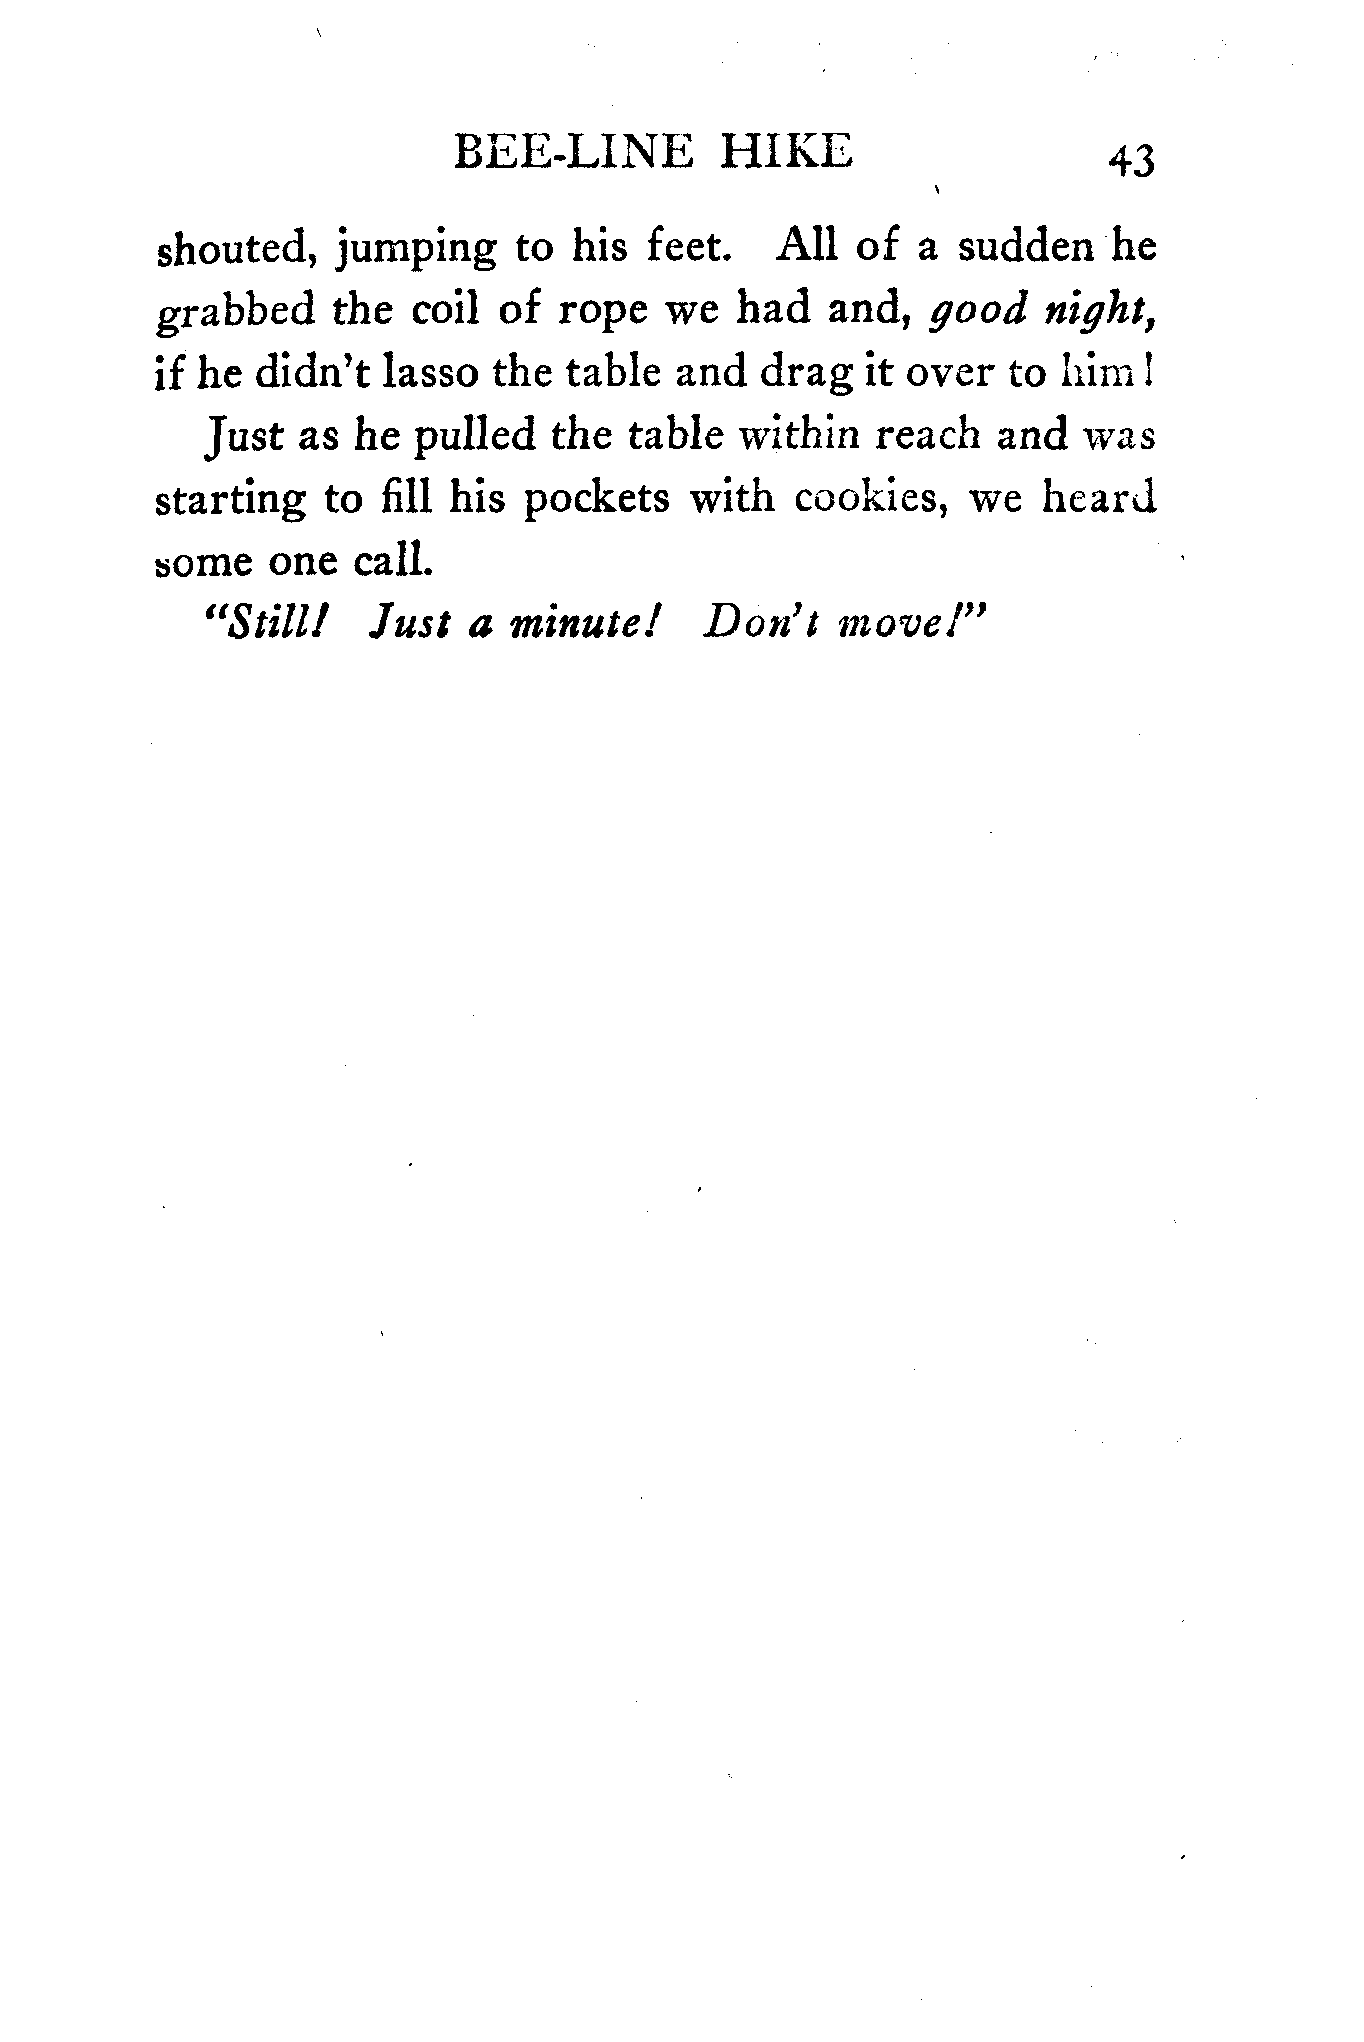 BEE-LINE HIKE 43
shouted, jumping to his feet. All of a sudden he
grabbed the coil of rope we had and, good night,
if he didn't lasso the table and drag it over to him!
Just as he pulled the table within reach and was
starting to fill his pockets with cookies, we heard
some one call.
"Still! Just a minute! Don't move!"